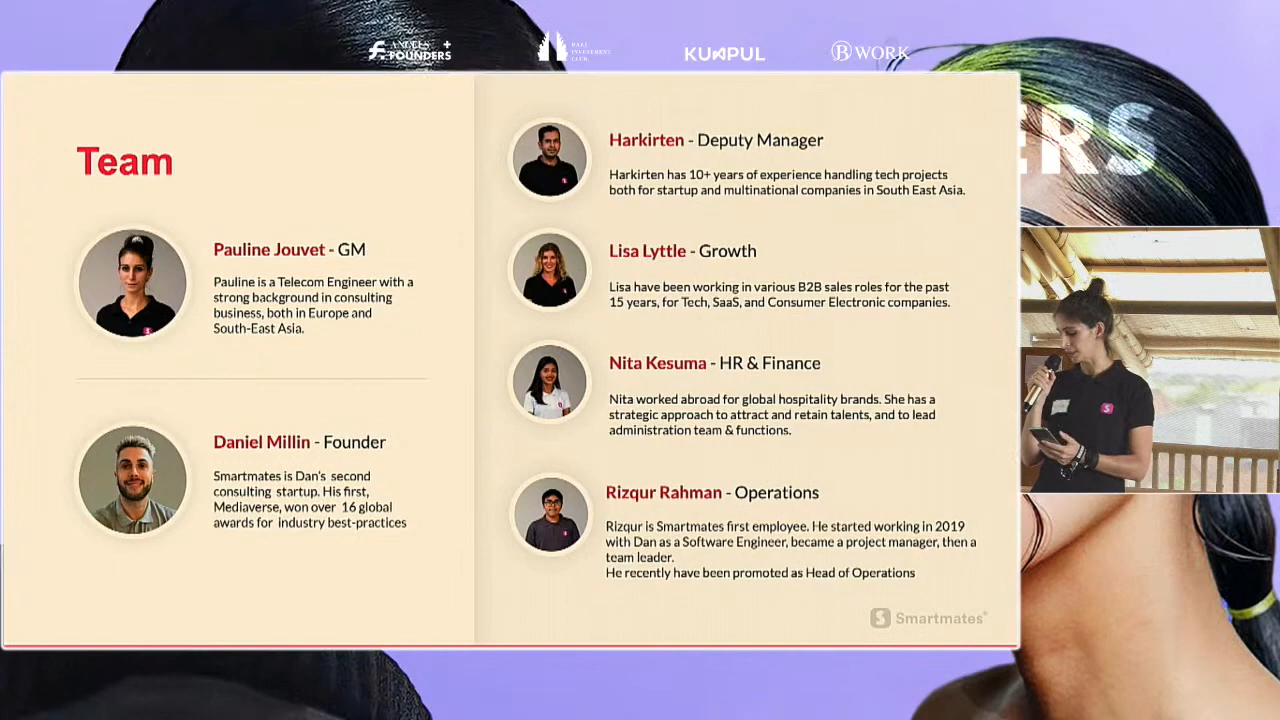 ANGELS +
FOUNDERS
BALI
INVESTMENT
CLUB
KUMPUL
B WORK
ERS
Team
Pauline Jouvet - GM
Pauline is a Telecom Engineer with a
strong background in consulting
business, both in Europe and
South-East Asia.
Daniel Millin - Founder
Smartmates is Dan's second
consulting startup. His first,
Mediaverse, won over 16 global
awards for industry best-practices
Harkirten - Deputy Manager
Harkirten has 10+ years of experience handling tech projects
both for startup and multinational companies in South East Asia.
Lisa Lyttle - Growth
Lisa have been working in various B2B sales roles for the past
15 years, for Tech, SaaS, and Consumer Electronic companies.
Nita Kesuma - HR & Finance
Nita worked abroad for global hospitality brands. She has a
strategic approach to attract and retain talents, and to lead
administration team & functions.
Rizqur Rahman - Operations
Rizqur is Smartmates first employee. He started working in 2019
with Dan as a Software Engineer, became a project manager, then a
team leader.
He recently have been promoted as Head of Operations
Smartmates®